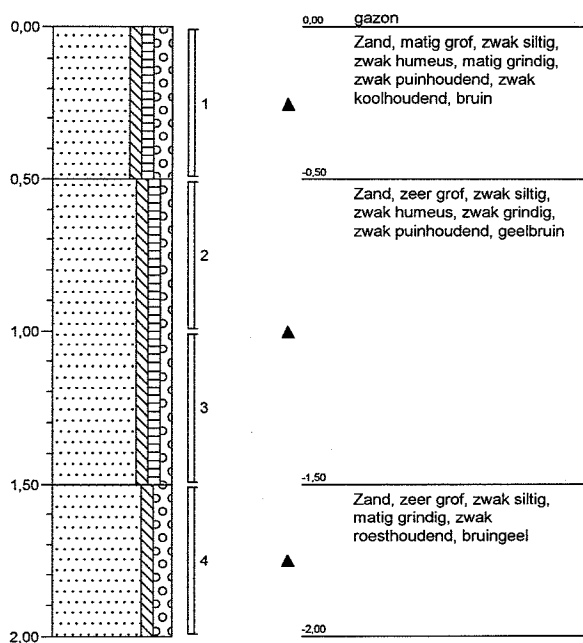 0,00
0,50
1,00
1,50
2,00
1
2
3
4
0,00
gazon
Zand, matig grof, zwak siltig,
zwak humeus, matig grindig,
zwak puinhoudend, zwak
koolhoudend, bruin
-0,50
Zand, zeer grof, zwak siltig,
zwak humeus, zwak grindig,
zwak puinhoudend, geelbruin
-1,50
Zand, zeer grof, zwak siltig,
matig grindig, zwak
roesthoudend, bruingeel
-2,00